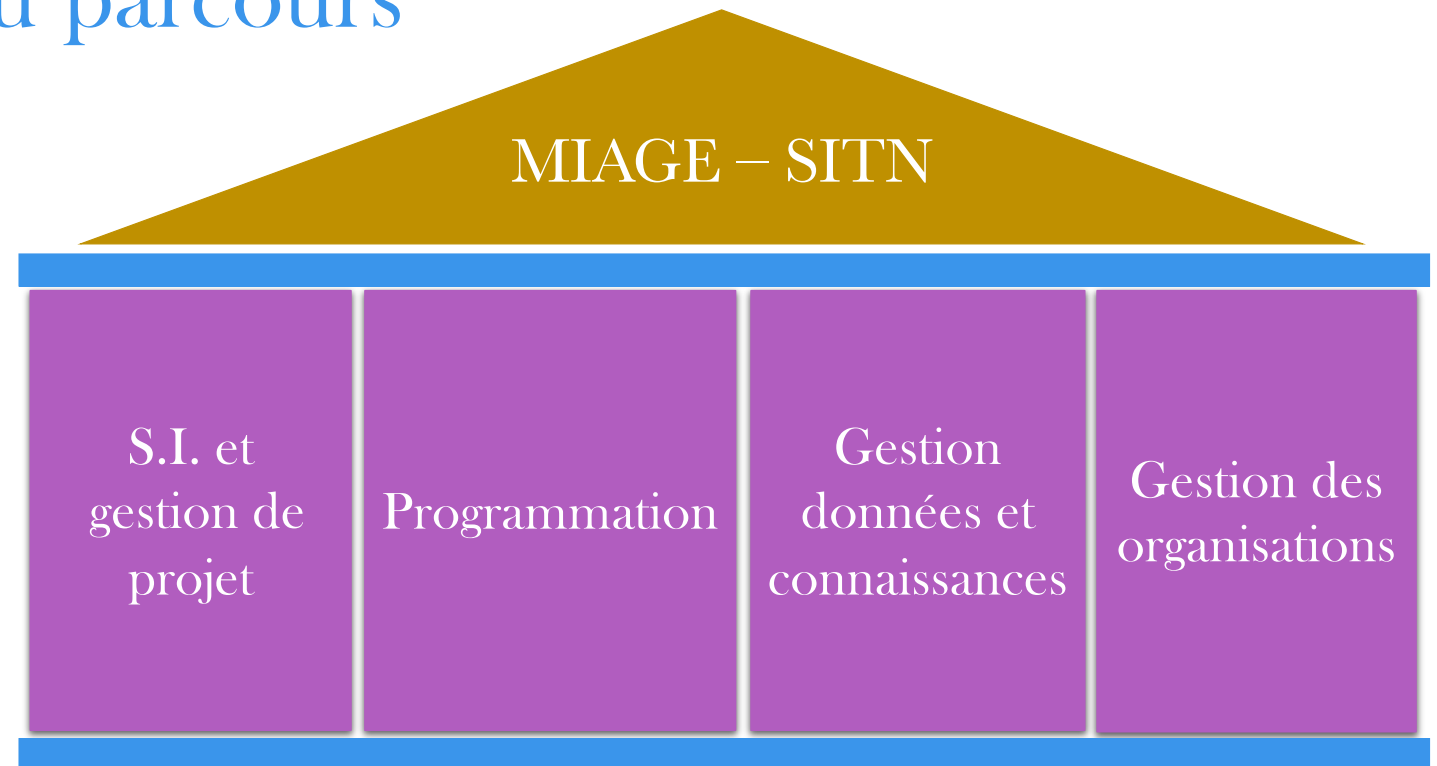 parcours
MIAGE – SITN
S.I. et
gestion de
projet
Programmation
Gestion
données et
connaissances
Gestion des
organisations